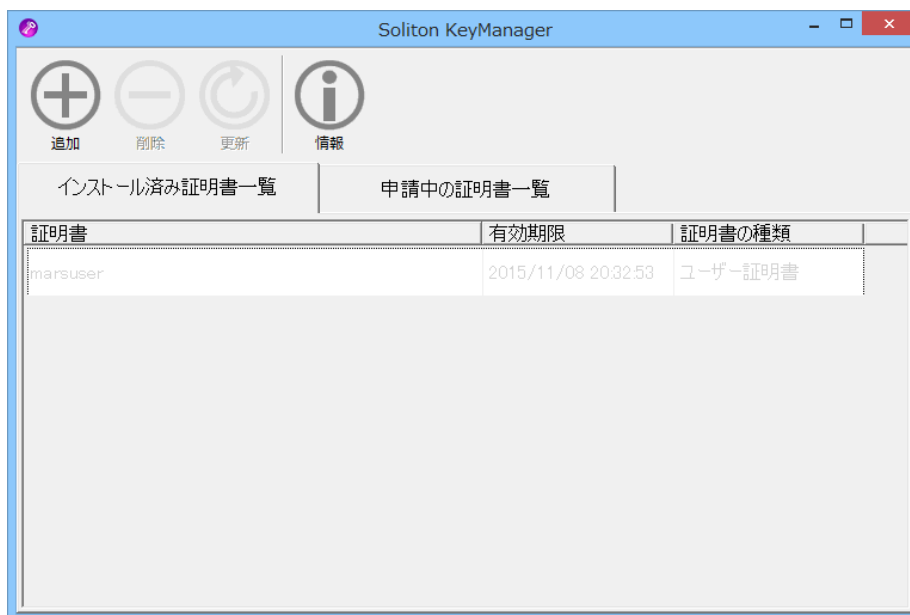 Soliton KeyManager
追加 削除 更新 情報
インストール済み証明書一覧 申請中の証明書一覧
証明書 有効期限 証明書の種類
marsuser 2015/11/08 20:32:53 ユーザー証明書